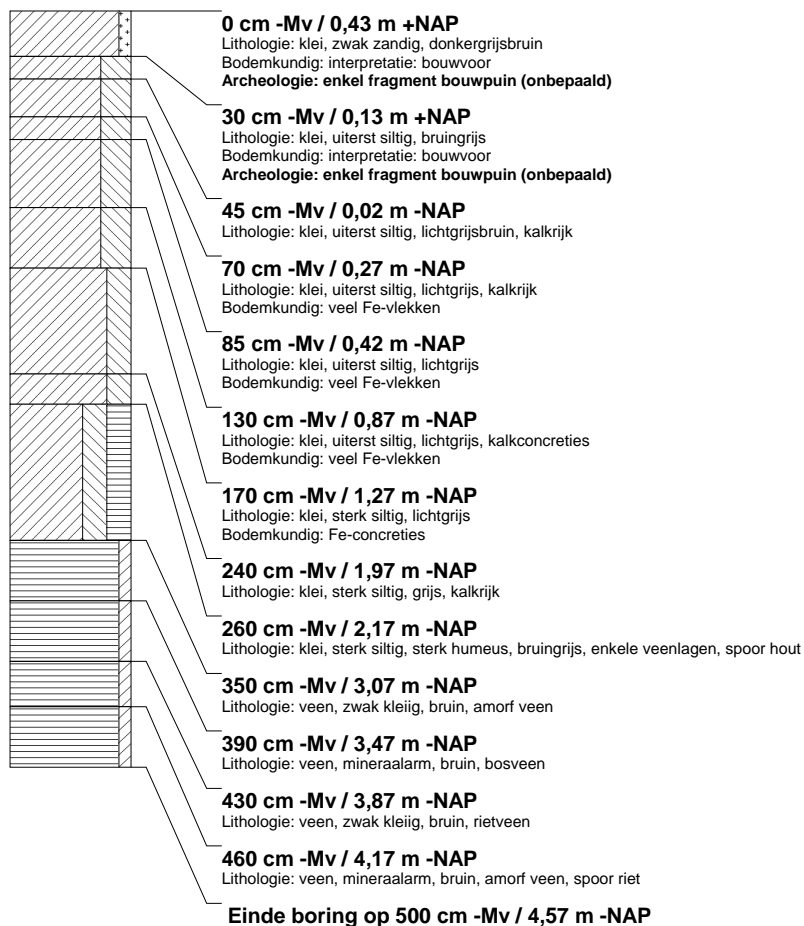 0 cm -Mv / 0,43 m +NAP
Lithologie: klei, zwak zandig, donkergrijsbruin
Bodemkundig: interpretatie: bouwvoor
Archeologie: enkel fragment bouwpuin (onbepaald)
30 cm -Mv / 0,13 m +NAP
Lithologie: klei, uiterst siltig, bruingrijs
Bodemkundig: interpretatie: bouwvoor
Archeologie: enkel fragment bouwpuin (onbepaald)
45 cm -Mv / 0,02 m -NAP
Lithologie: klei, uiterst siltig, lichtgrijsbruin, kalkrijk
70 cm -Mv / 0,27 m -NAP
Lithologie: klei, uiterst siltig, lichtgrijs, kalkrijk
Bodemkundig: veel Fe-vlekken
85 cm -Mv / 0,42 m -NAP
Lithologie: klei, uiterst siltig, lichtgrijs
Bodemkundig: veel Fe-vlekken
130 cm -Mv / 0,87 m -NAP
Lithologie: klei, uiterst siltig, lichtgrijs, kalkconcreties
Bodemkundig: veel Fe-vlekken
170 cm -Mv / 1,27 m -NAP
Lithologie: klei, sterk siltig, lichtgrijs
Bodemkundig: Fe-concreties
240 cm -Mv / 1,97 m -NAP
Lithologie: klei, sterk siltig, grijs, kalkrijk
260 cm -Mv / 2,17 m -NAP
Lithologie: klei, sterk siltig, sterk humeus, bruingrijs, enkele veenlagen, spoor hout
350 cm -Mv / 3,07 m -NAP
Lithologie: veen, zwak kleiig, bruin, amorf veen
390 cm -Mv / 3,47 m -NAP
Lithologie: veen, mineraalarm, bruin, bosveen
430 cm -Mv / 3,87 m -NAP
Lithologie: veen, zwak kleiig, bruin, rietveen
460 cm -Mv / 4,17 m -NAP
Lithologie: veen, mineraalarm, bruin, amorf veen, spoor riet
Einde boring op 500 cm -Mv / 4,57 m -NAP